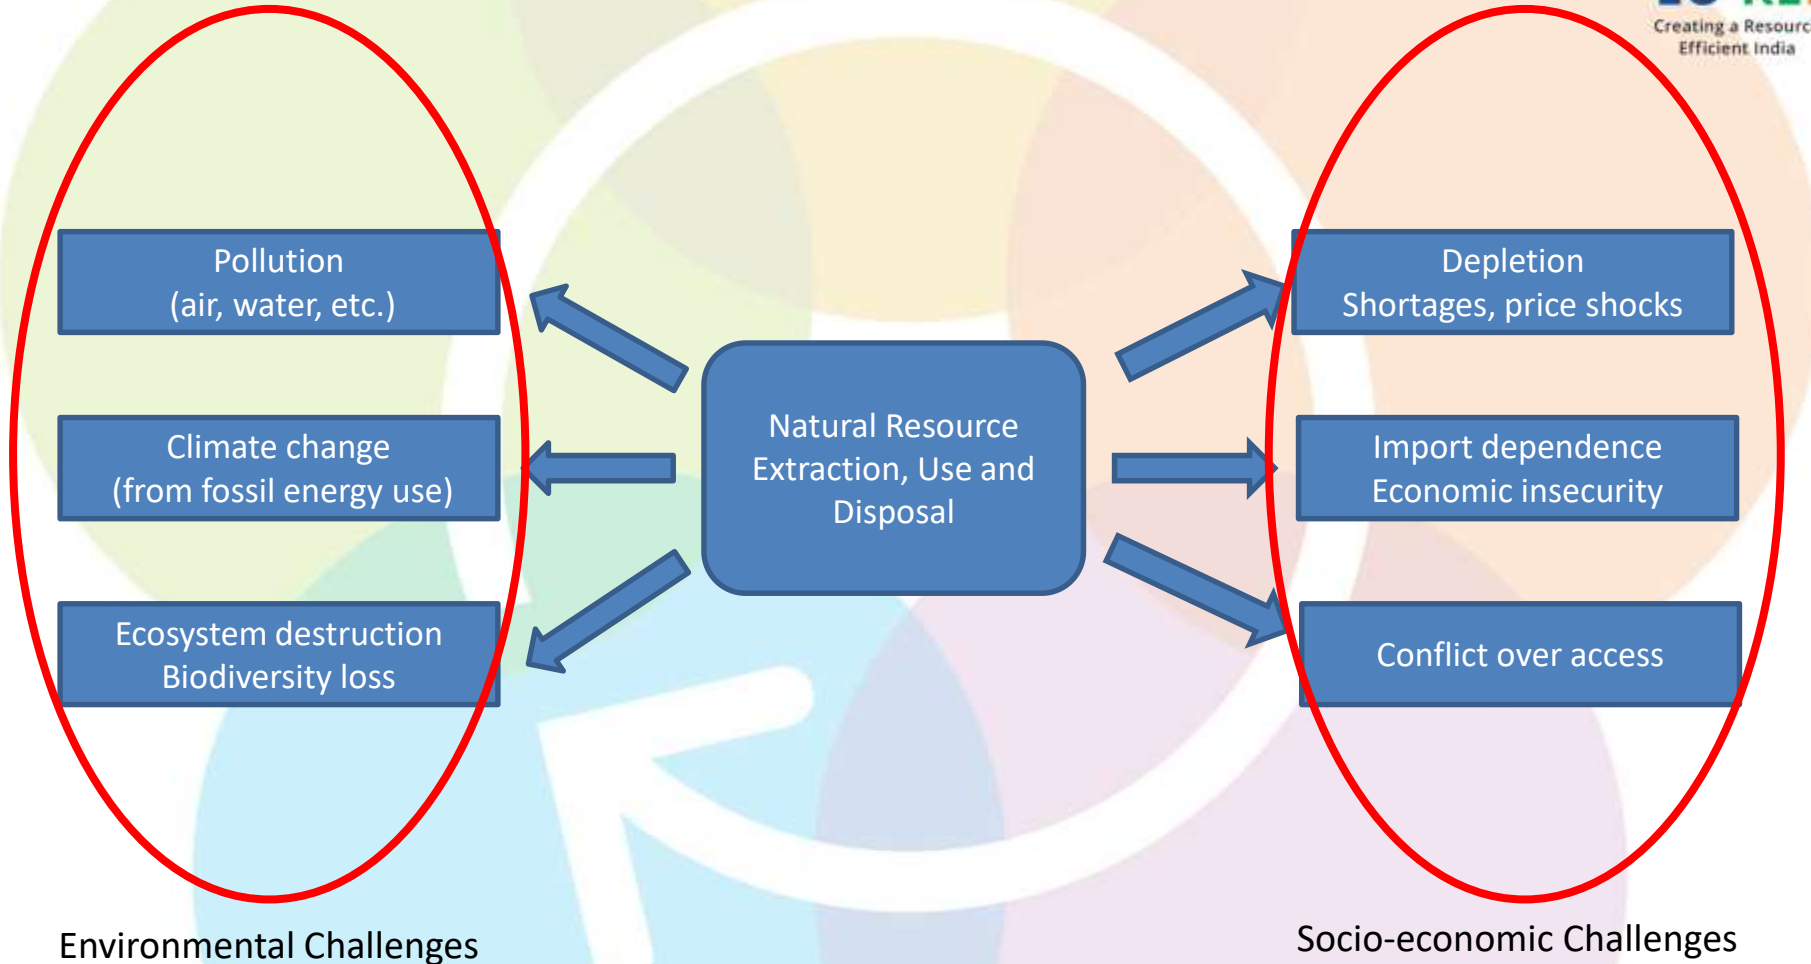 Creating a Resourc
Efficient India
Pollution
(air, water, etc.)
Climate change
(from fossil energy use)
Ecosystem destruction
Biodiversity loss
Natural Resource
Extraction, Use and
Disposal
Depletion
Shortages, price shocks
Import dependence
Economic insecurity
Conflict over access
Environmental Challenges
Socio-economic Challenges